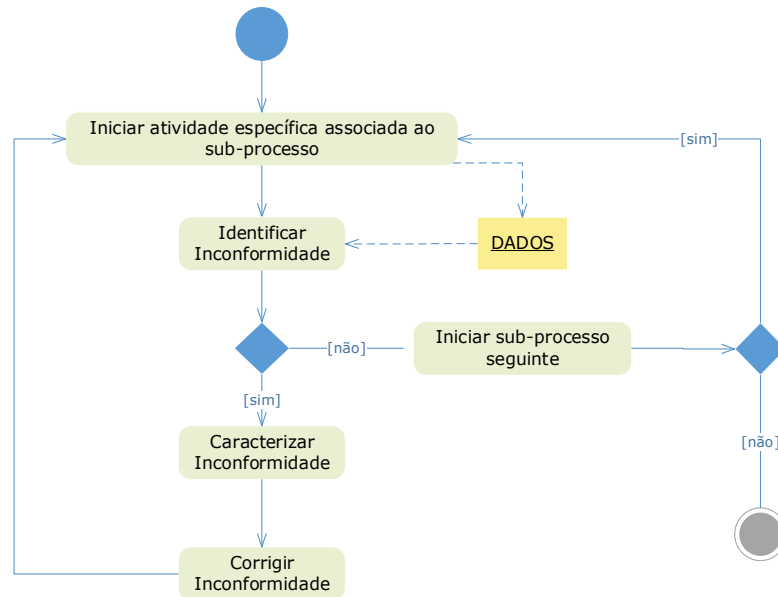 Iniciar atividade específica associada ao
sub-processo
[sim]
Identificar
Inconformidade
DADOS
[não]
Iniciar sub-processo
seguinte
[sim]
Caracterizar
Inconformidade
[não]
Corrigir
Inconformidade